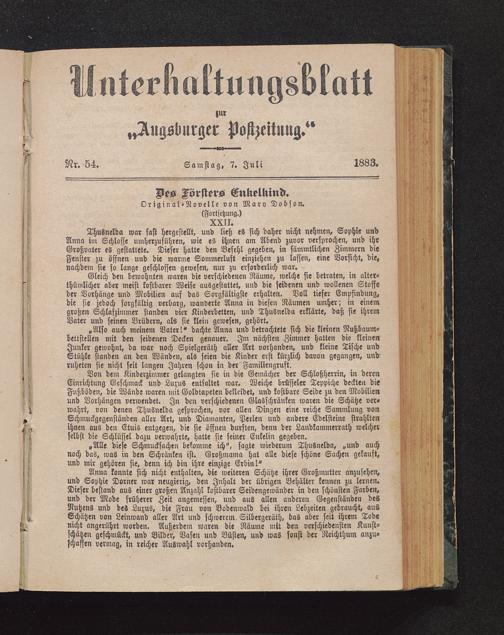 Unterhaltungsblatt
zur
„Augsburger Postzeitung.“
Nr. 54. Samstag, 7. Juli 1883.
Des Försters Enkelkind.
Original-Novelle von Mary Dobson.
(Fortsetzung.)
XXII.
Thusnelda war fast hergestellt, und ließ es sich daher nicht nehmen, Sophie und
Anna im Schlosse umherzuführen, wie es ihnen am Abend zuvor versprochen, und ihr
Großvater es gestattete. Dieser hatte den Befehl gegeben, in sämmtlichen Zimmern die
Fenster zu öffnen und die warme Sommerluft einziehen zu lassen, eine Vorsicht, die,
nachdem sie so lange geschlossen gewesen, nur zu erforderlich war.
Gleich den bewohnten waren die verschiedenen Räume, welche sie betraten, in alter-
thümlicher aber meist kostbarer Weise ausgestattet, und die seidenen und wollenen Stoffe
der Vorhänge und Mobilien auf das Sorgfältigste erhalten. Voll tiefer Empfindung,
die sie jedoch sorgfältig verbarg, wanderte Anna in diesen Räumen umher; in einem
großen Schlafzimmer standen vier Kinderbetten, und Thusnelda erklärte, daß sie ihrem
Vater und seinen Brüdern, als sie klein gewesen, gehört.
„Also auch meinem Vater!“ dachte Anna und betrachtete sich die kleinen Nußbaum-
bettstellen mit den seidenen Decken genauer. Im nächsten Zimmer hatten die kleinen
Junker gewohnt, da war noch Spielgeräth aller Art vorhanden, und kleine Tische und
Stühle standen an den Wänden, als seien die Kinder erst kürzlich davon gegangen, und
ruheten sie nicht seit langen Jahren schon in der Familiengruft.
Von dem Kinderzimmer gelangten sie in die Gemächer der Schloßherrin, in deren
Einrichtung Geschmack und Luxus entfaltet war. Weiche brüsseler Teppiche deckten die
Fußböden, die Wände waren mit Goldtapeten bekleidet, und kostbare Seide zu den Mobilien
und Vorhängen verwendet. In den verschiedenen Glasschränken waren die Schätze ver-
wahrt, von denen Thusnelda gesprochen, vor allen Dingen eine reiche Sammlung von
Schmuckgegenständen aller Art, und Diamanten, Perlen und andere Edelsteine strahlten
ihnen aus den Etuis entgegen, die sie öffnen durften, denn der Landkammerrath welcher
selbst die Schlüssel dazu verwahrte, hatte sie seiner Enkelin gegeben.
„Alle diese Schmucksachen bekomme ich“, sagte wiederum Thusnelda, „und auch
noch das, was in den Schränken ist. Großmama hat alle diese schöne Sachen gekauft,
und mir gehören sie, denn ich bin ihre einzige Erbin!“
Anna konnte sich nicht enthalten, die weiteren Schätze ihrer Großmutter anzusehen,
und Sophie Dorner war neugierig, den Inhalt der übrigen Behälter kennen zu lernen.
Dieser bestand aus einer großen Anzahl kostbarer Seidengewänder in den schönsten Farben,
und der Mode früherer Zeit angemessen, und aus allen anderen Gegenständen des
Nutzens und des Luxus, die Frau von Bodenwald bei ihren Lebzeiten gebraucht, aus
Schätzen von Leinwand aller Art und schwerem Silbergeräth, das aber seit ihrem Tode
nicht angerührt worden. Außerdem waren die Räume mit den verschiedensten Kunst-
schätzen geschmückt, und Bilder, Vasen und Büsten, und was sonst der Reichthum anzu-
schaffen vermag, in reicher Auswahl vorhanden.